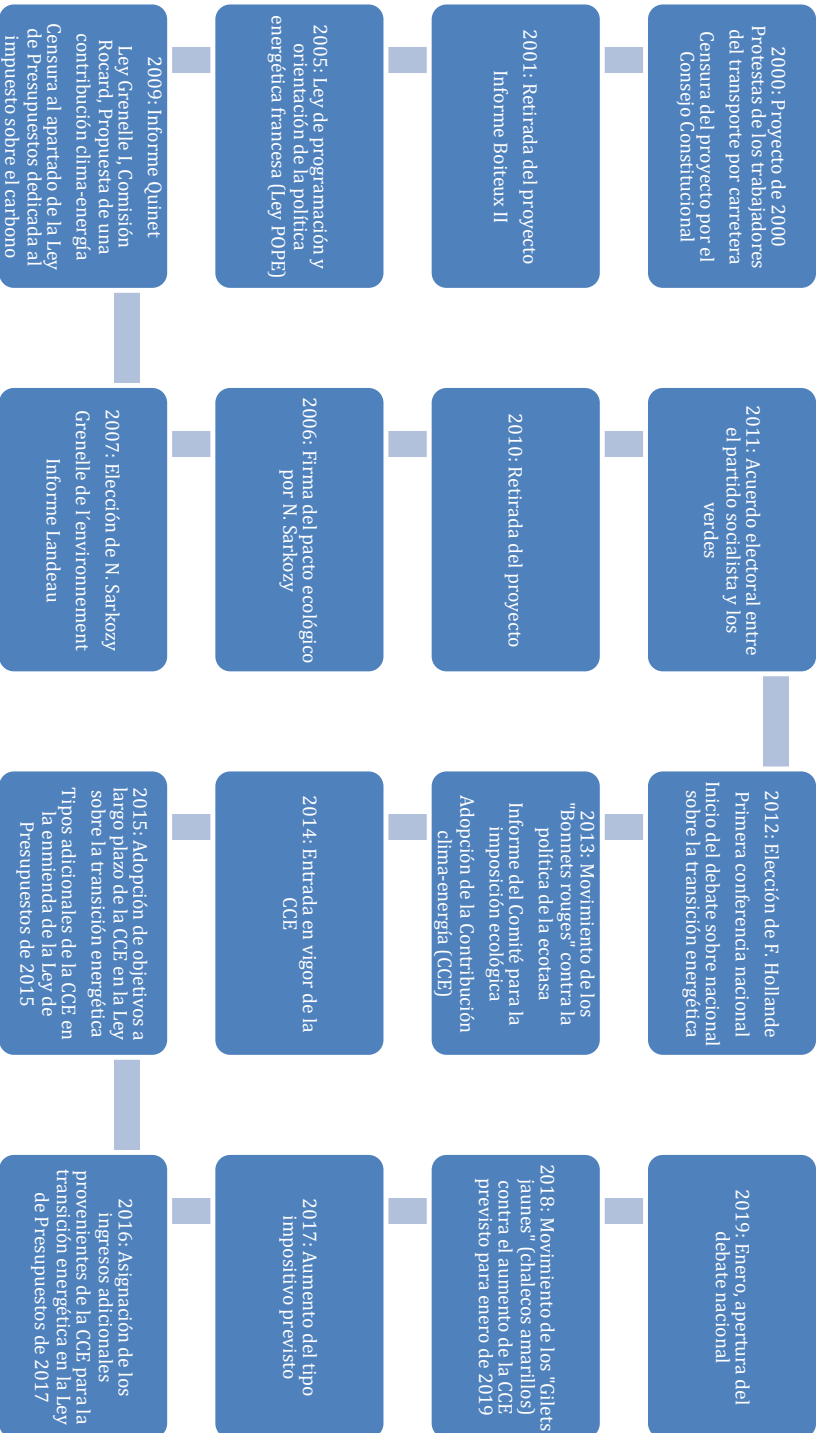 2000: Proyecto de 2000
Protestas de los trabajadores
del transporte por carretera
Censura del proyecto por el
Consejo Constitucional
2001: Retirada del proyecto
Informe Boiteux II
2005: Ley de programación y
orientación de la política
energética francesa (Ley POPE)
2009: Informe Quinet
Ley Grenelle I, Comisión
Rocard, Propuesta de una
contribución clima-energía
Censura al apartado de la Ley
de Presupuestos dedicada al
impuesto sobre el carbono
2007: Elección de N. Sarkozy
Grenelle de l´environnement
Informe Landeau
2006: Firma del pacto ecológico
por N. Sarkozy
2010: Retirada del proyecto
2011: Acuerdo electoral entre
el partido socialista y los
verdes
2012: Elección de F. Hollande
Primera conferencia nacional
Inicio del debate sobre nacional
sobre la transición energética
2013: Movimiento de los
"Bonnets rouges" contra la
política de la ecotasa
Informe del Comité para la
imposición ecológica
Adopción de la Contribución
clima-energía (CCE)
2014: Entrada en vigor de la
CCE
2015: Adopción de objetivos a
largo plazo de la CCE en la Ley
sobre la transición energética
Tipos adicionales de la CCE en
la enmienda de la Ley de
Presupuestos de 2015
2016: Asignación de los
ingresos adicionales
provenientes de la CCE para la
transición energética en la Ley
de Presupuestos de 2017
2017: Aumento del tipo
impositivo previsto
2018: Movimiento de los "Gilets
jaunes" (chalecos amarillos)
contra el aumento de la CCE
previsto para enero de 2019
2019: Enero, apertura del
debate nacional